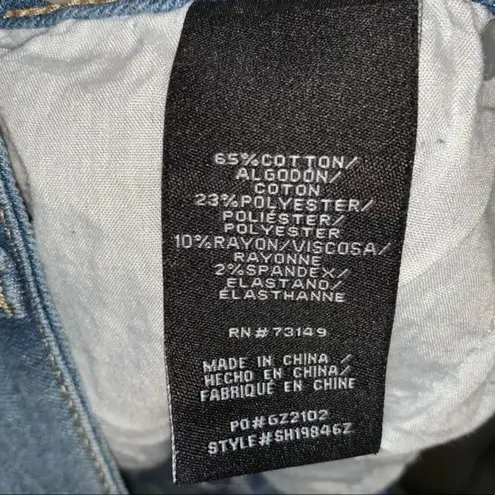 65%COTTON/
ALGODÓN/
COTON
23%POLYESTER/
POLIÉSTER/
POLYESTER
10%RAYON/VISCOSA/
RAYONNE
2%SPANDEX/
ELASTANO/
ÉLASTHANNE
RN# 73149
MADE IN CHINA /
HECHO EN CHINA/
FABRIQUÉ EN CHINE
PO#GZ2102
STYLE#SH19846Z